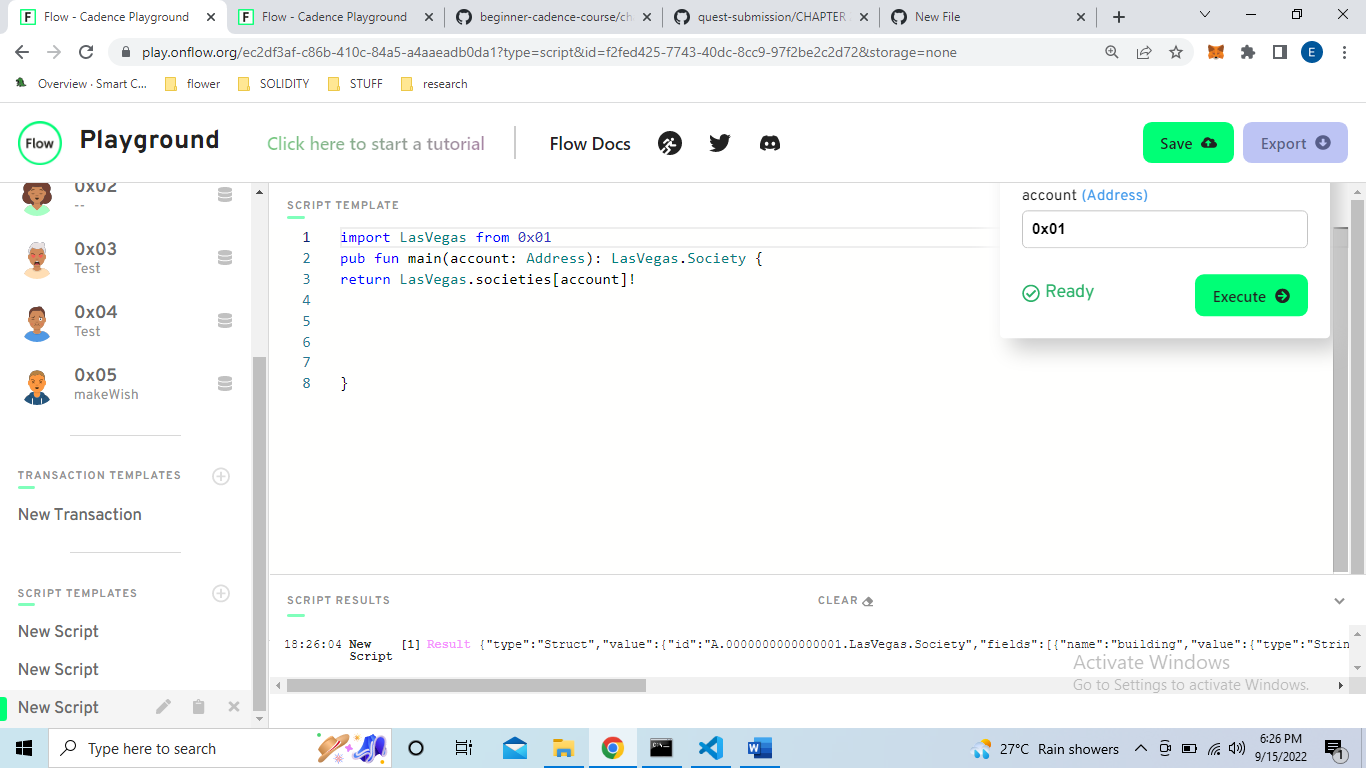 Flow - Cadence Playground
Flow - Cadence Playground
beginner-cadence-course/ch
quest-submission/CHAPTER
New File
play.onflow.org/ec2df3af-c86b-410c-84a5-a4aaeadb0da1?type=script&id=f2fed425-7743-40dc-8cc9-97f2be2c2d72&storage=none
E
Overview · Smart C...
flower
SOLIDITY
STUFF
research
Flow
Playground
Click here to start a tutorial
Flow Docs
Save
Export
0x02
--
0x03
Test
0x04
Test
0x05
makeWish
TRANSACTION TEMPLATES
New Transaction
SCRIPT TEMPLATES
New Script
New Script
New Script
SCRIPT TEMPLATE
1 import LasVegas from 0x01
2 pub fun main(account: Address): LasVegas.Society {
3 return LasVegas.societies[account]!
4
5
6
7
8 }
account (Address)
0x01
Ready
Execute
SCRIPT RESULTS
CLEAR
18:26:04 New Script [1] Result {"type":"Struct","value":{"id":"A.0000000000000001.LasVegas.Society","fields":[{"name":"building","value":{"type":"Strin
Activate Windows
Go to Settings to activate Windows.
Type here to search
27°C Rain showers
6:26 PM
9/15/2022
1